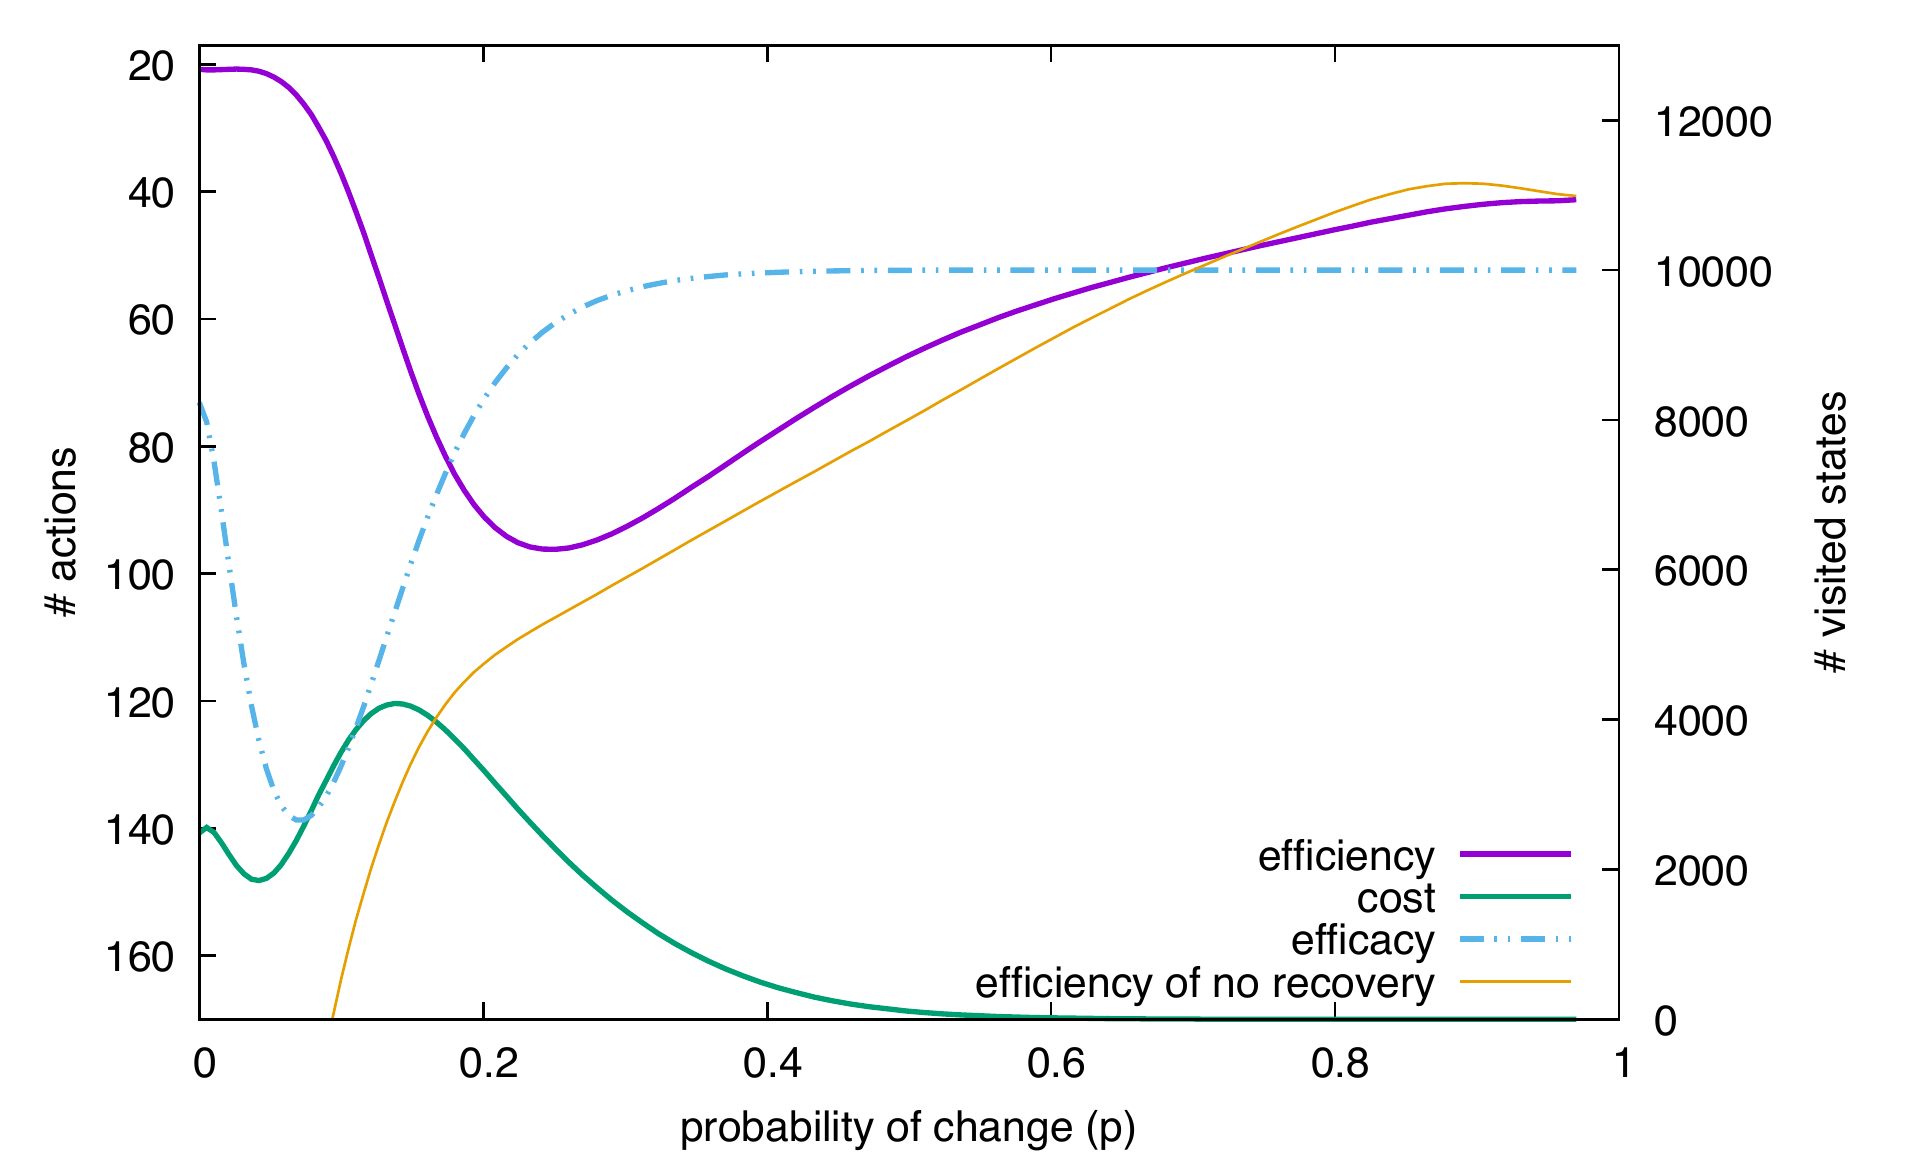 20
40
60
80
100
120
140
160
# actions
12000
10000
8000
6000
4000
2000
0
# visited states
efficiency
cost
efficacy
efficiency of no recovery
0 0.2 0.4 0.6 0.8 1
probability of change (p)